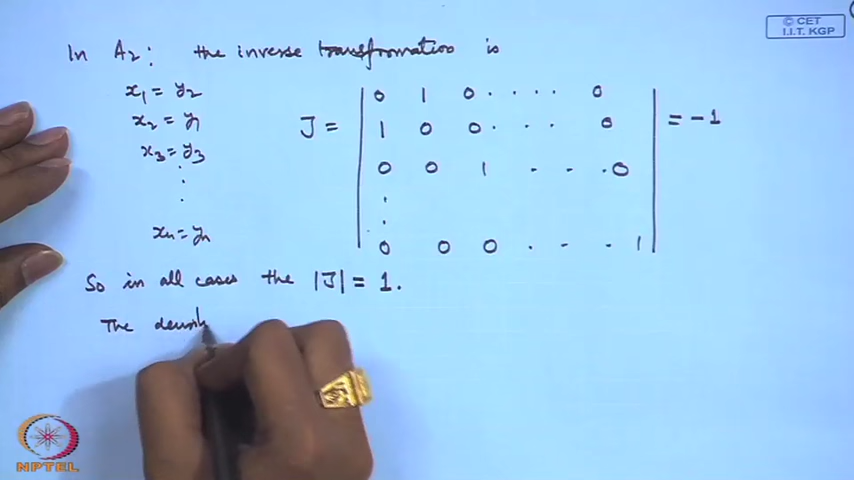 © CET
I.I.T. KGP
In A2: the inverse transformation is
x1 = y2
x2 = y1
x3 = y3
.
.
xn = yn
J = | 0 1 0 . . . . . 0 |
| 1 0 0 . . . . 0 |
| 0 0 1 - - . 0 | = -1
.
.
| 0 0 0 . - . 1 |
So in all cases the |J| = 1.
The
NPTEL